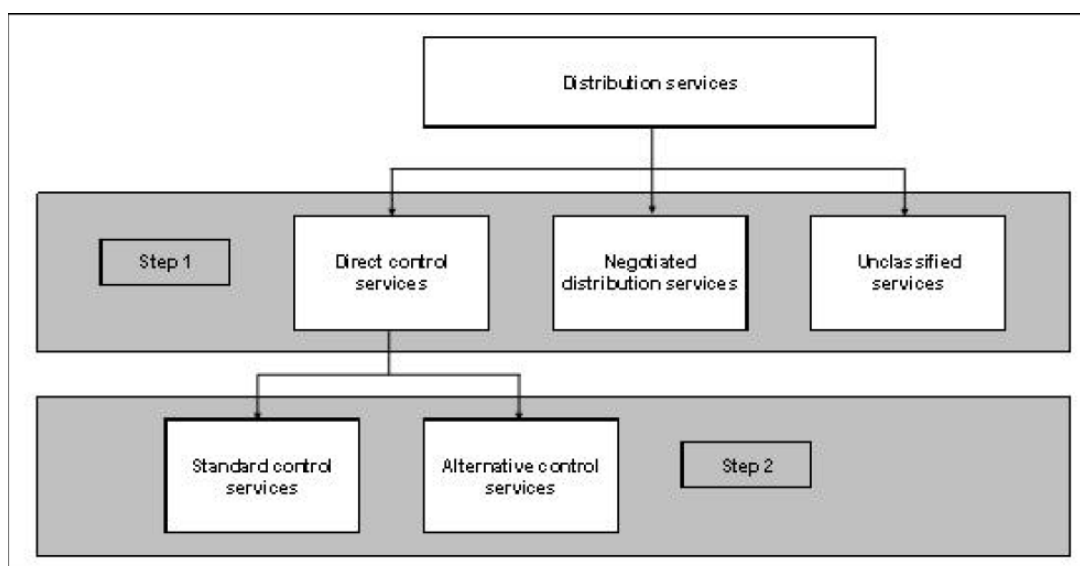 Distribution services
Step 1
Direct control
services
Negotiated
distribution services
Unclassified
services
Standard control
services
Alternative control
services
Step 2